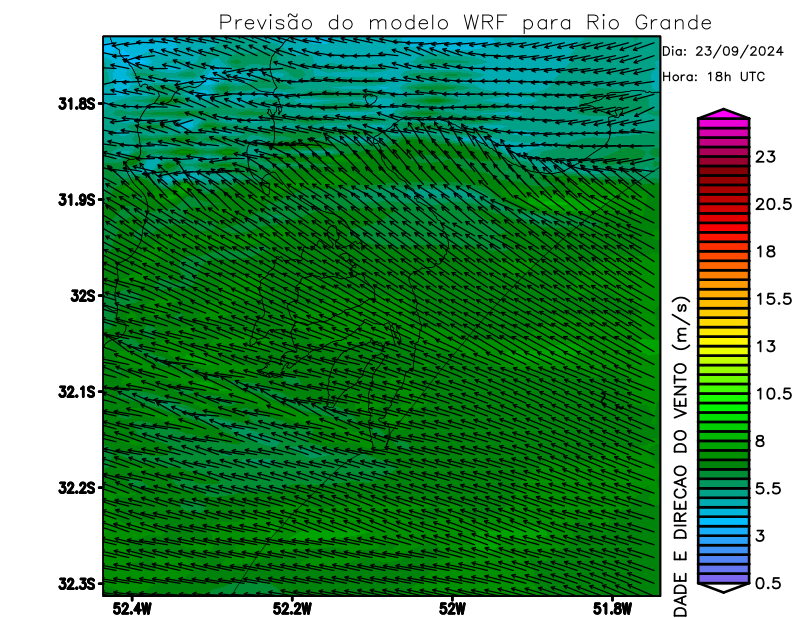 Previsão do modelo WRF para Rio Grande
Dia: 23/09/2024
Hora: 18h UTC
31.8S
31.9S
32S
32.1S
32.2S
32.3S
52.4W
52.2W
52W
51.8W
23
20.5
18
15.5
13
10.5
8
5.5
3
0.5
DADE E DIRECAO DO VENTO (m/s)